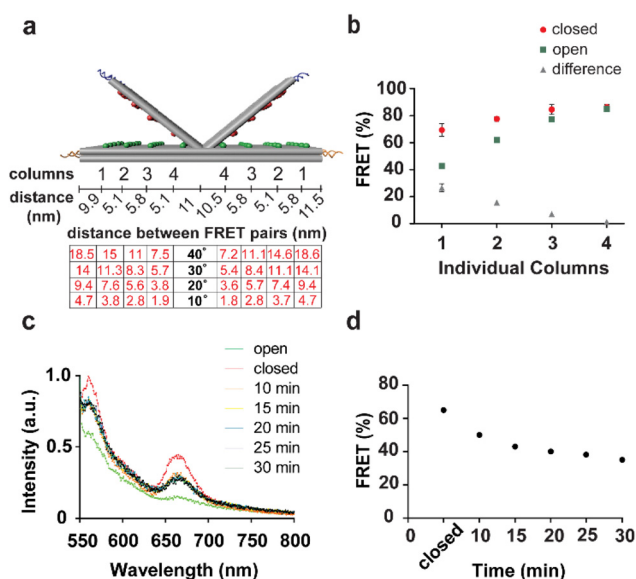 a
columns 1 2 3 4 4 3 2 1
distance (nm) 9.9 5.1 5.8 5.1 11 10.5 5.8 5.1 5.8 11.5
distance between FRET pairs (nm)
18.5 15 11 7.5 40° 7.2 11.1 14.6 18.6
14 11.3 8.3 5.7 30° 5.4 8.4 11.1 14.1
9.4 7.6 5.6 3.8 20° 3.6 5.7 7.4 9.4
4.7 3.8 2.8 1.9 10° 1.8 2.8 3.7 4.7
b
closed
open
difference
FRET (%)
100
80
60
40
20
0
1 2 3 4
Individual Columns
c
open
closed
10 min
15 min
20 min
25 min
30 min
Intensity (a.u.)
1.0
0.5
0
550 600 650 700 750 800
Wavelength (nm)
d
FRET (%)
80
60
40
20
0
0 closed 10 15 20 25 30
Time (min)